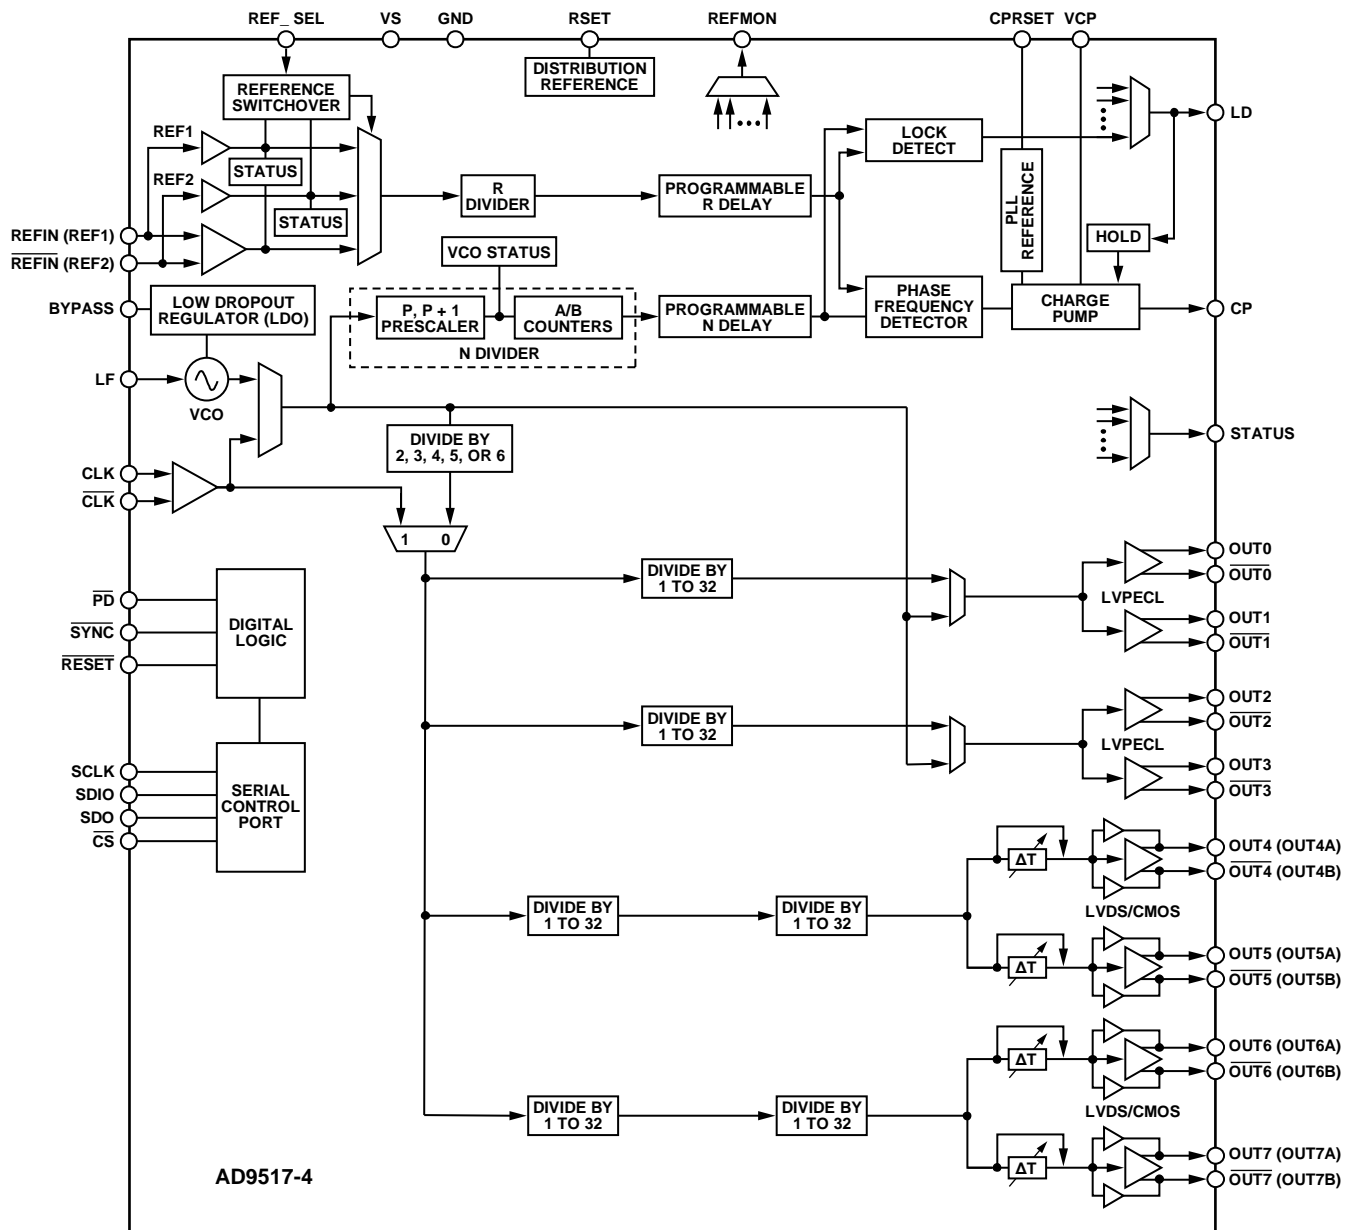 REF_ SEL VS GND RSET REFMON CPRSET VCP
DISTRIBUTION
REFERENCE
REFERENCE
SWITCHOVER
REF1
STATUS
REF2
STATUS
REFIN (REF1)
REFIN (REF2)
BYPASS
LOW DROPOUT
REGULATOR (LDO)
LF
VCO
CLK
CLK
R
DIVIDER
PROGRAMMABLE
R DELAY
VCO STATUS
P, P + 1
PRESCALER
A/B
COUNTERS
N DIVIDER
PROGRAMMABLE
N DELAY
LOCK
DETECT
PHASE
FREQUENCY
DETECTOR
PLL
REFERENCE
HOLD
CHARGE
PUMP
LD
CP
STATUS
DIVIDE BY
2, 3, 4, 5, OR 6
1 0
PD
SYNC
RESET
DIGITAL
LOGIC
SCLK
SDIO
SDO
CS
SERIAL
CONTROL
PORT
DIVIDE BY
1 TO 32
LVPECL
OUT0
OUT0
OUT1
OUT1
DIVIDE BY
1 TO 32
LVPECL
OUT2
OUT2
OUT3
OUT3
DIVIDE BY
1 TO 32
DIVIDE BY
1 TO 32
ΔT
ΔT
LVDS/CMOS
OUT4 (OUT4A)
OUT4 (OUT4B)
OUT5 (OUT5A)
OUT5 (OUT5B)
DIVIDE BY
1 TO 32
DIVIDE BY
1 TO 32
ΔT
ΔT
LVDS/CMOS
OUT6 (OUT6A)
OUT6 (OUT6B)
OUT7 (OUT7A)
OUT7 (OUT7B)
AD9517-4